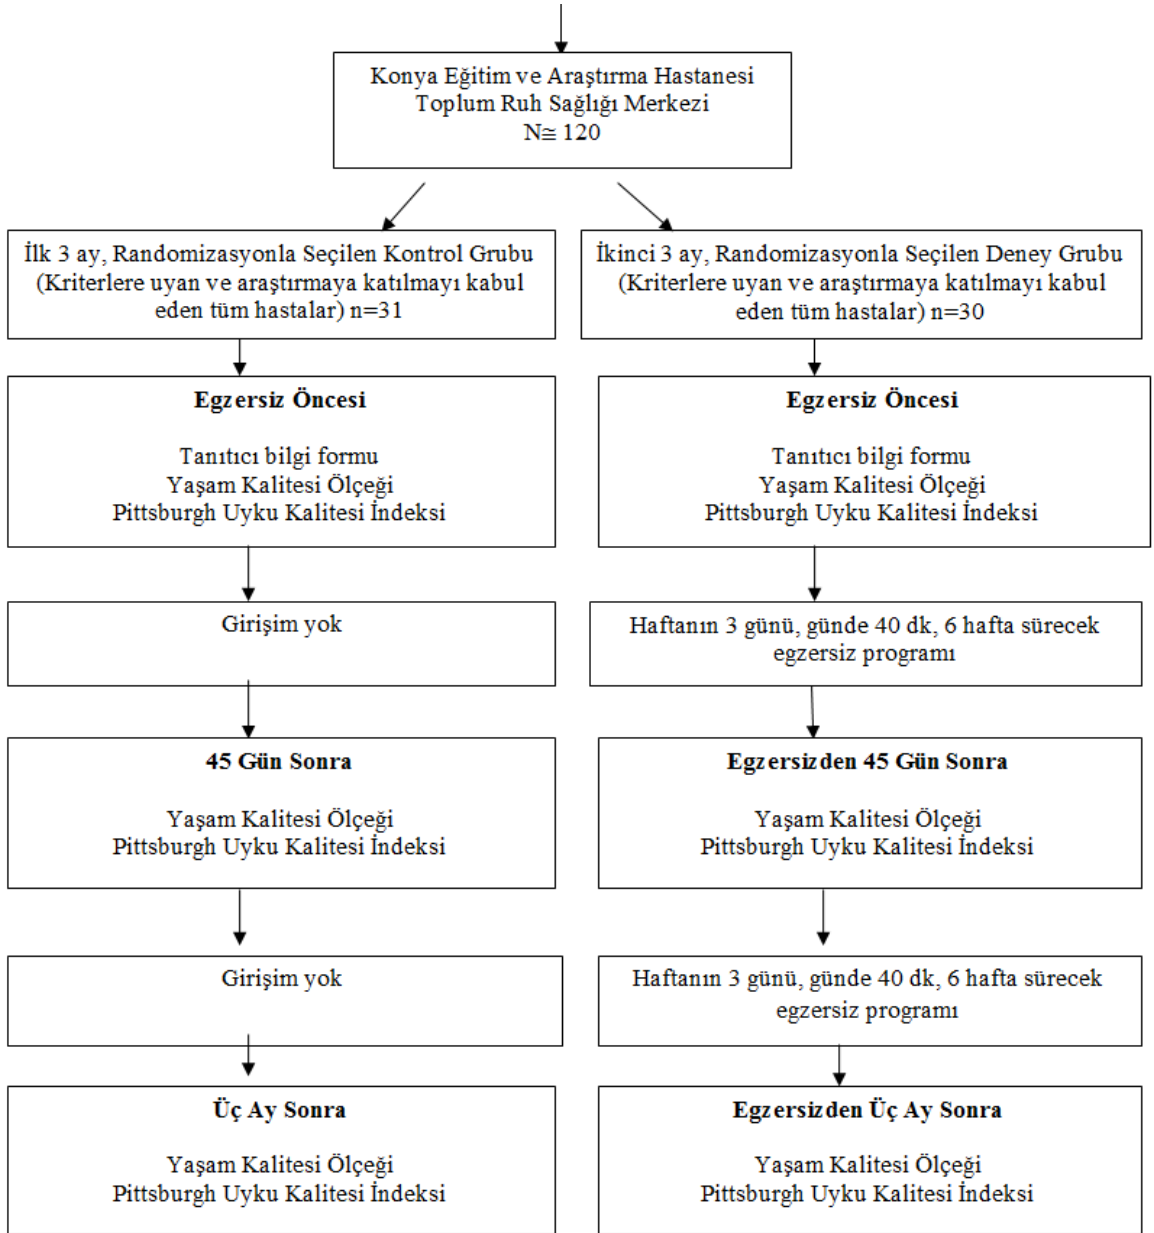 Konya Eğitim ve Araştırma Hastanesi
Toplum Ruh Sağlığı Merkezi
N≅ 120
İlk 3 ay, Randomizasyonla Seçilen Kontrol Grubu
(Kriterlere uyan ve araştırmaya katılmayı kabul
eden tüm hastalar) n=31
İkinci 3 ay, Randomizasyonla Seçilen Deney Grubu
(Kriterlere uyan ve araştırmaya katılmayı kabul
eden tüm hastalar) n=30
Egzersiz Öncesi
Tanıtıcı bilgi formu
Yaşam Kalitesi Ölçeği
Pittsburgh Uyku Kalitesi İndeksi
Egzersiz Öncesi
Tanıtıcı bilgi formu
Yaşam Kalitesi Ölçeği
Pittsburgh Uyku Kalitesi İndeksi
Girişim yok
Haftanın 3 günü, günde 40 dk, 6 hafta sürecek
egzersiz programı
45 Gün Sonra
Yaşam Kalitesi Ölçeği
Pittsburgh Uyku Kalitesi İndeksi
Egzersizden 45 Gün Sonra
Yaşam Kalitesi Ölçeği
Pittsburgh Uyku Kalitesi İndeksi
Girişim yok
Haftanın 3 günü, günde 40 dk, 6 hafta sürecek
egzersiz programı
Üç Ay Sonra
Yaşam Kalitesi Ölçeği
Pittsburgh Uyku Kalitesi İndeksi
Egzersizden Üç Ay Sonra
Yaşam Kalitesi Ölçeği
Pittsburgh Uyku Kalitesi İndeksi